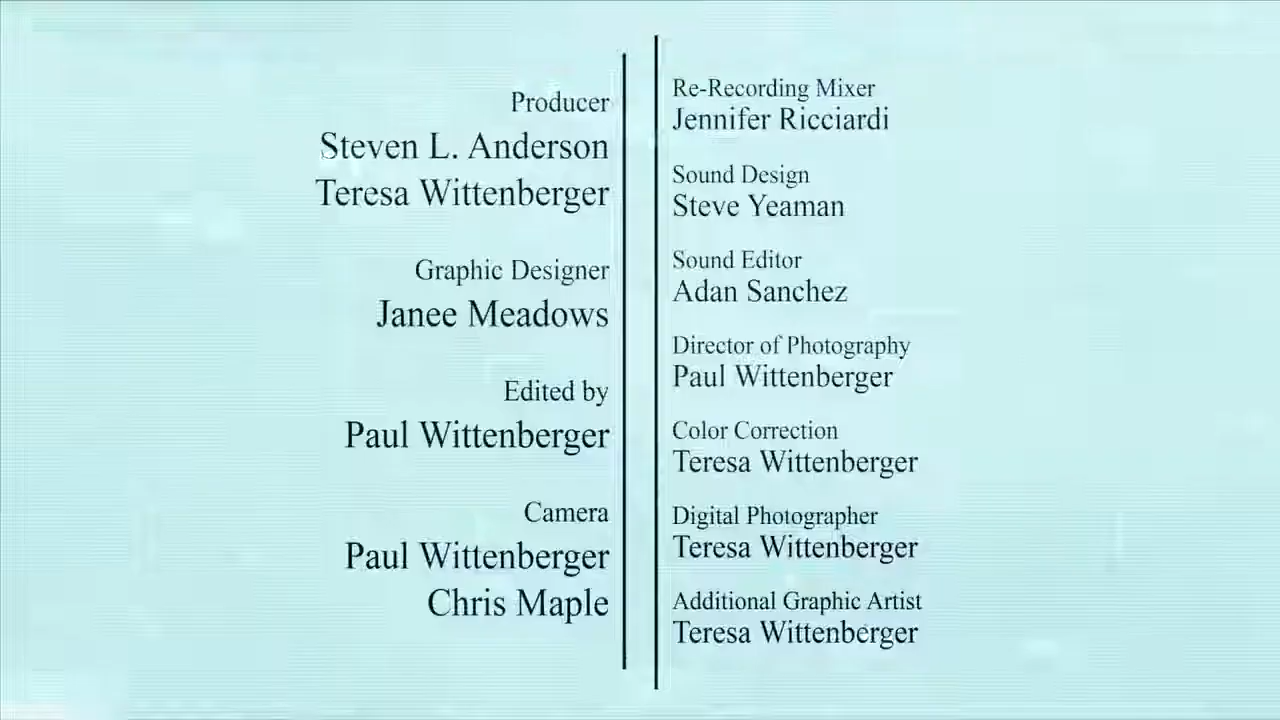 Producer
Steven L. Anderson
Teresa Wittenberger
Graphic Designer
Janee Meadows
Edited by
Paul Wittenberger
Camera
Paul Wittenberger
Chris Maple
Re-Recording Mixer
Jennifer Ricciardi
Sound Design
Steve Yeaman
Sound Editor
Adan Sanchez
Director of Photography
Paul Wittenberger
Color Correction
Teresa Wittenberger
Digital Photographer
Teresa Wittenberger
Additional Graphic Artist
Teresa Wittenberger